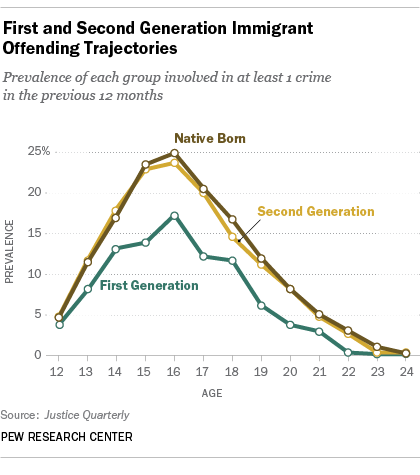 First and Second Generation Immigrant
Offending Trajectories
Prevalence of each group involved in at least 1 crime
in the previous 12 months
Native Born
25%
20
Second Generation
15
PREVALENCE
10
First Generation
5
0
12 13 14 15 16 17 18 19 20 21 22 23 24
AGE
Source: Justice Quarterly
PEW RESEARCH CENTER